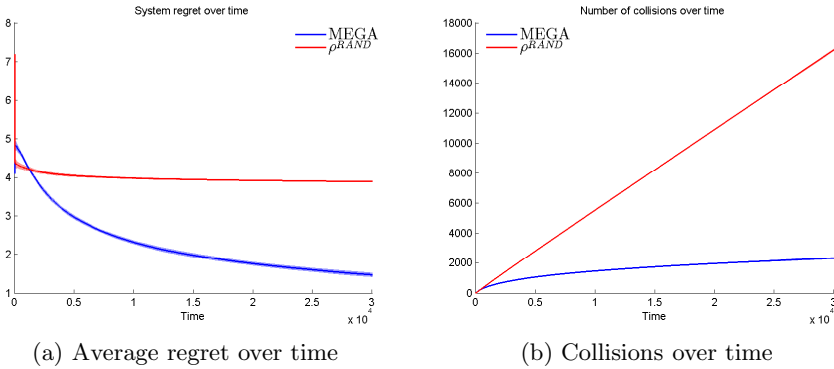 System regret over time
MEGA
ρ^RAND
8
7
6
5
4
3
2
1
0 0.5 1 1.5 2 2.5 3
x 10^4
Time
(a) Average regret over time
Number of collisions over time
MEGA
ρ^RAND
18000
16000
14000
12000
10000
8000
6000
4000
2000
0
0 0.5 1 1.5 2 2.5 3
x 10^4
Time
(b) Collisions over time